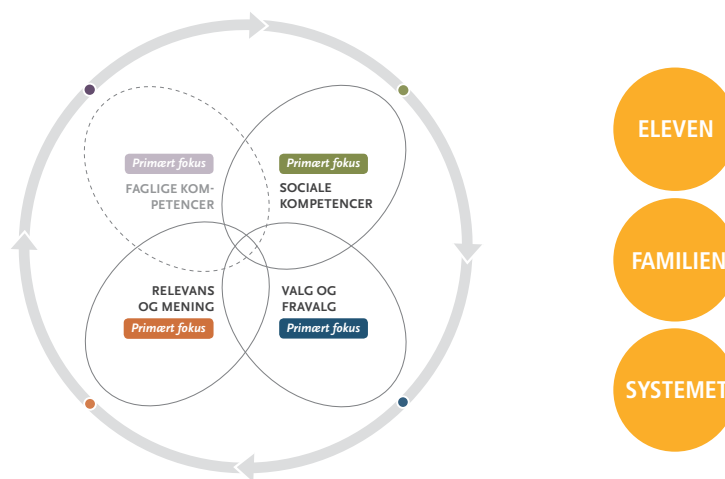 Primært fokus
FAGLIGE KOM-
PETENCER
Primært fokus
SOCIALE
KOMPETENCER
RELEVANS
OG MENING
Primært fokus
VALG OG
FRAVALG
Primært fokus
ELEVEN
FAMILIEN
SYSTEMET